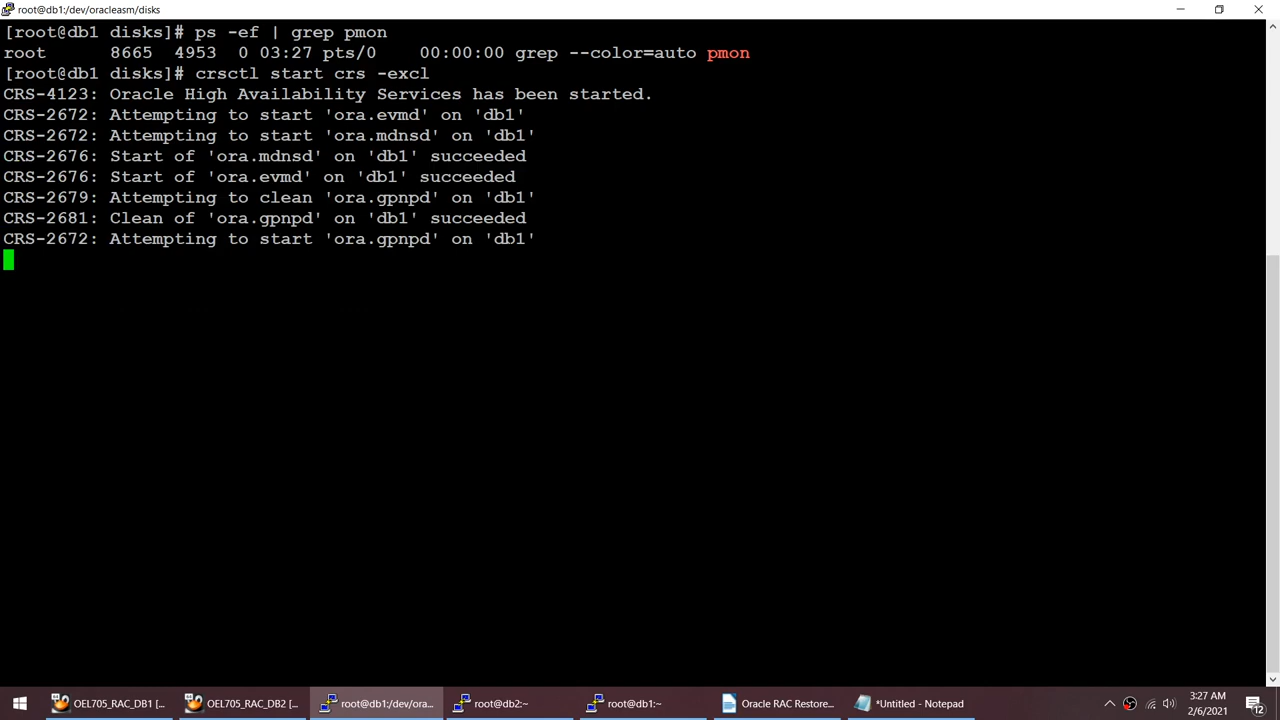 root@db1:/dev/oracleasm/disks
[root@db1 disks]# ps -ef | grep pmon
root      8665  4953  0 03:27 pts/0    00:00:00 grep --color=auto pmon
[root@db1 disks]# crsctl start crs -excl
CRS-4123: Oracle High Availability Services has been started.
CRS-2672: Attempting to start 'ora.evmd' on 'db1'
CRS-2672: Attempting to start 'ora.mdnsd' on 'db1'
CRS-2676: Start of 'ora.mdnsd' on 'db1' succeeded
CRS-2676: Start of 'ora.evmd' on 'db1' succeeded
CRS-2679: Attempting to clean 'ora.gpnpd' on 'db1'
CRS-2681: Clean of 'ora.gpnpd' on 'db1' succeeded
CRS-2672: Attempting to start 'ora.gpnpd' on 'db1'
OEL705_RAC_DB1 [... OEL705_RAC_DB2 [... root@db1:/dev/ora... root@db2:~ root@db1:~ Oracle RAC Restore... *Untitled - Notepad 3:27 AM
2/6/2021 12